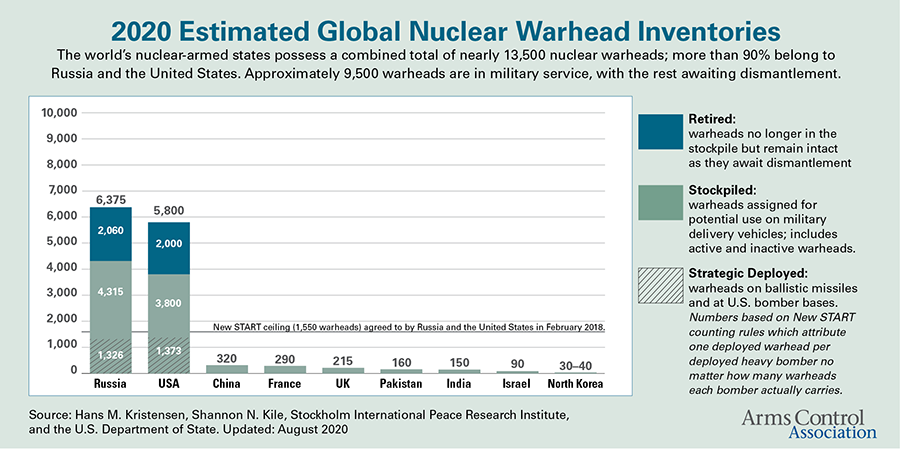 2020 Estimated Global Nuclear Warhead Inventories
The world's nuclear-armed states possess a combined total of nearly 13,500 nuclear warheads; more than 90% belong to
Russia and the United States. Approximately 9,500 warheads are in military service, with the rest awaiting dismantlement.
10,000
9,000
8,000
7,000
6,000
5,000
4,000
3,000
2,000
1,000
0
6,375
2,060
4,315
1,326
5,800
2,000
3,800
1,373
New START ceiling (1,550 warheads) agreed to by Russia and the United States in February 2018.
320
290
215
160
150
90
30–40
Russia
USA
China
France
UK
Pakistan
India
Israel
North Korea
Retired:
warheads no longer in the
stockpile but remain intact
as they await dismantlement
Stockpiled:
warheads assigned for
potential use on military
delivery vehicles; includes
active and inactive warheads.
Strategic Deployed:
warheads on ballistic missiles
and at U.S. bomber bases.
Numbers based on New START
counting rules which attribute
one deployed warhead per
deployed heavy bomber no
matter how many warheads
each bomber actually carries.
Source: Hans M. Kristensen, Shannon N. Kile, Stockholm International Peace Research Institute,
and the U.S. Department of State. Updated: August 2020
Arms Control
Association